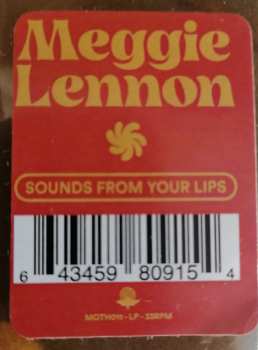 Meggie
Lennon
SOUNDS FROM YOUR LIPS
6 43459 80915 4
MOTH011 - LP - 33RPM